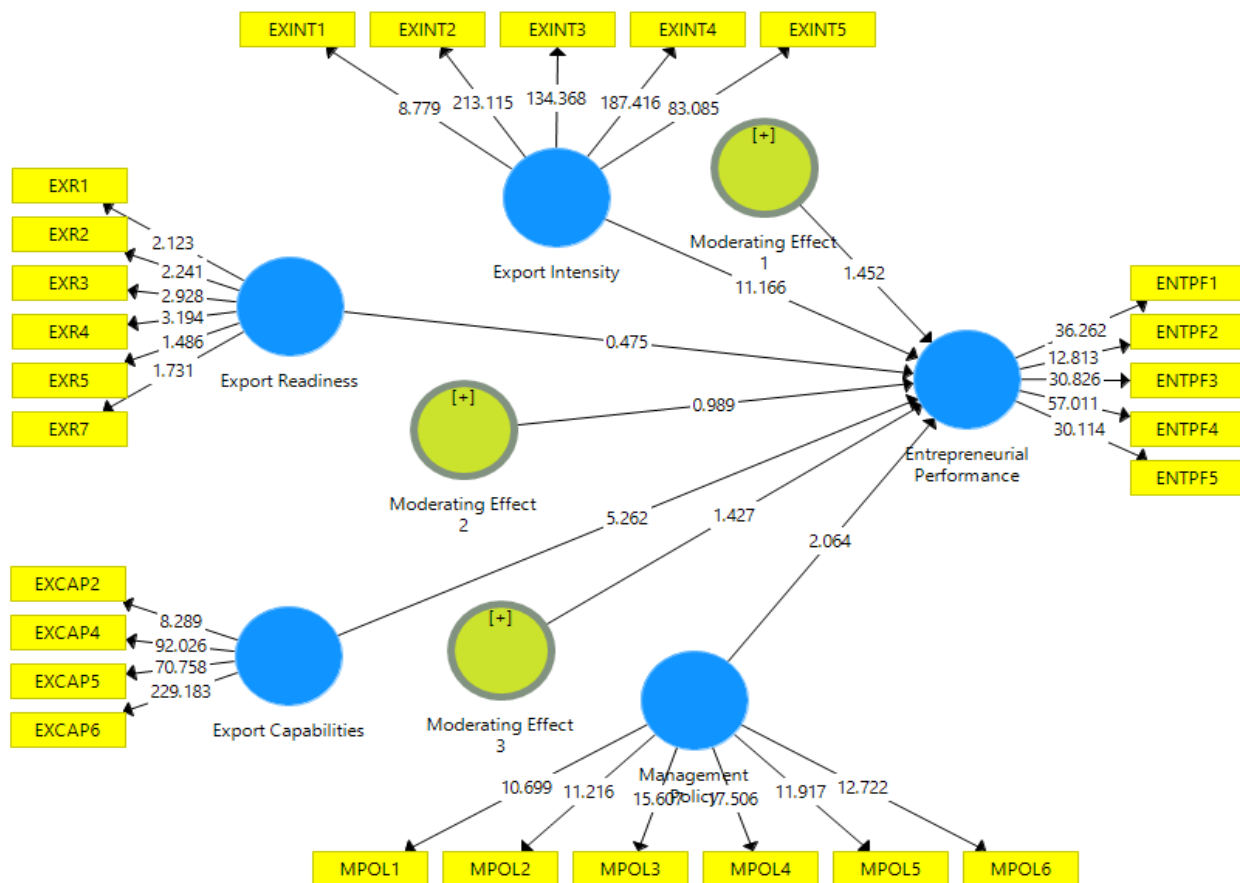 EXINT1
EXINT2
EXINT3
EXINT4
EXINT5
8.779
213.115
134.368
187.416
83.085
[+]
Moderating Effect
1
Export Intensity
11.166
1.452
EXR1
EXR2
EXR3
EXR4
EXR5
EXR7
2.123
2.241
2.928
3.194
1.486
1.731
Export Readiness
0.475
[+]
0.989
Moderating Effect
2
ENTPF1
ENTPF2
ENTPF3
ENTPF4
ENTPF5
36.262
12.813
30.826
57.011
30.114
Entrepreneurial
Performance
5.262
1.427
2.064
EXCAP2
EXCAP4
EXCAP5
EXCAP6
8.289
92.026
70.758
229.183
Export Capabilities
[+]
Moderating Effect
3
Management
Policy
10.699
11.216
15.607
17.506
11.917
12.722
MPOL1
MPOL2
MPOL3
MPOL4
MPOL5
MPOL6